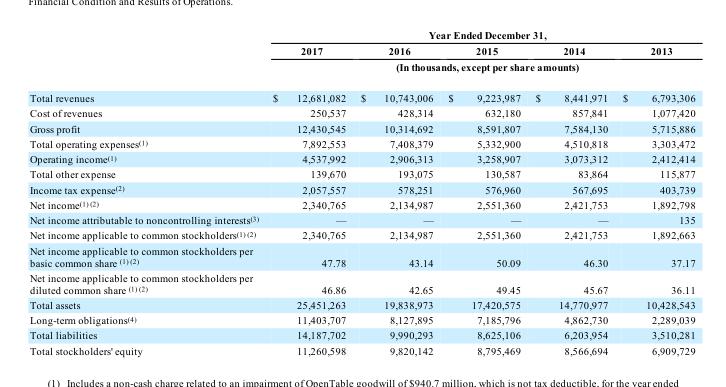 Financial Condition and Results of Operations.
Year Ended December 31,
2017 2016 2015 2014 2013
(In thousands, except per share amounts)
Total revenues $ 12,681,082 $ 10,743,006 $ 9,223,987 $ 8,441,971 $ 6,793,306
Cost of revenues 250,537 428,314 632,180 857,841 1,077,420
Gross profit 12,430,545 10,314,692 8,591,807 7,584,130 5,715,886
Total operating expenses(1) 7,892,553 7,408,379 5,332,900 4,510,818 3,303,472
Operating income(1) 4,537,992 2,906,313 3,258,907 3,073,312 2,412,414
Total other expense 139,670 193,075 130,587 83,864 115,877
Income tax expense(2) 2,057,557 578,251 576,960 567,695 403,739
Net income(1)(2) 2,340,765 2,134,987 2,551,360 2,421,753 1,892,798
Net income attributable to noncontrolling interests(3) — — — — 135
Net income applicable to common stockholders(1)(2) 2,340,765 2,134,987 2,551,360 2,421,753 1,892,663
Net income applicable to common stockholders per
basic common share (1)(2) 47.78 43.14 50.09 46.30 37.17
Net income applicable to common stockholders per
diluted common share (1)(2) 46.86 42.65 49.45 45.67 36.11
Total assets 25,451,263 19,838,973 17,420,575 14,770,977 10,428,543
Long-term obligations(4) 11,403,707 8,127,895 7,185,796 4,862,730 2,289,039
Total liabilities 14,187,702 9,990,293 8,625,106 6,203,954 3,510,281
Total stockholders' equity 11,260,598 9,820,142 8,795,469 8,566,694 6,909,729
(1) Includes a non-cash charge related to an impairment of OpenTable goodwill of $940.7 million, which is not tax deductible, for the year ended